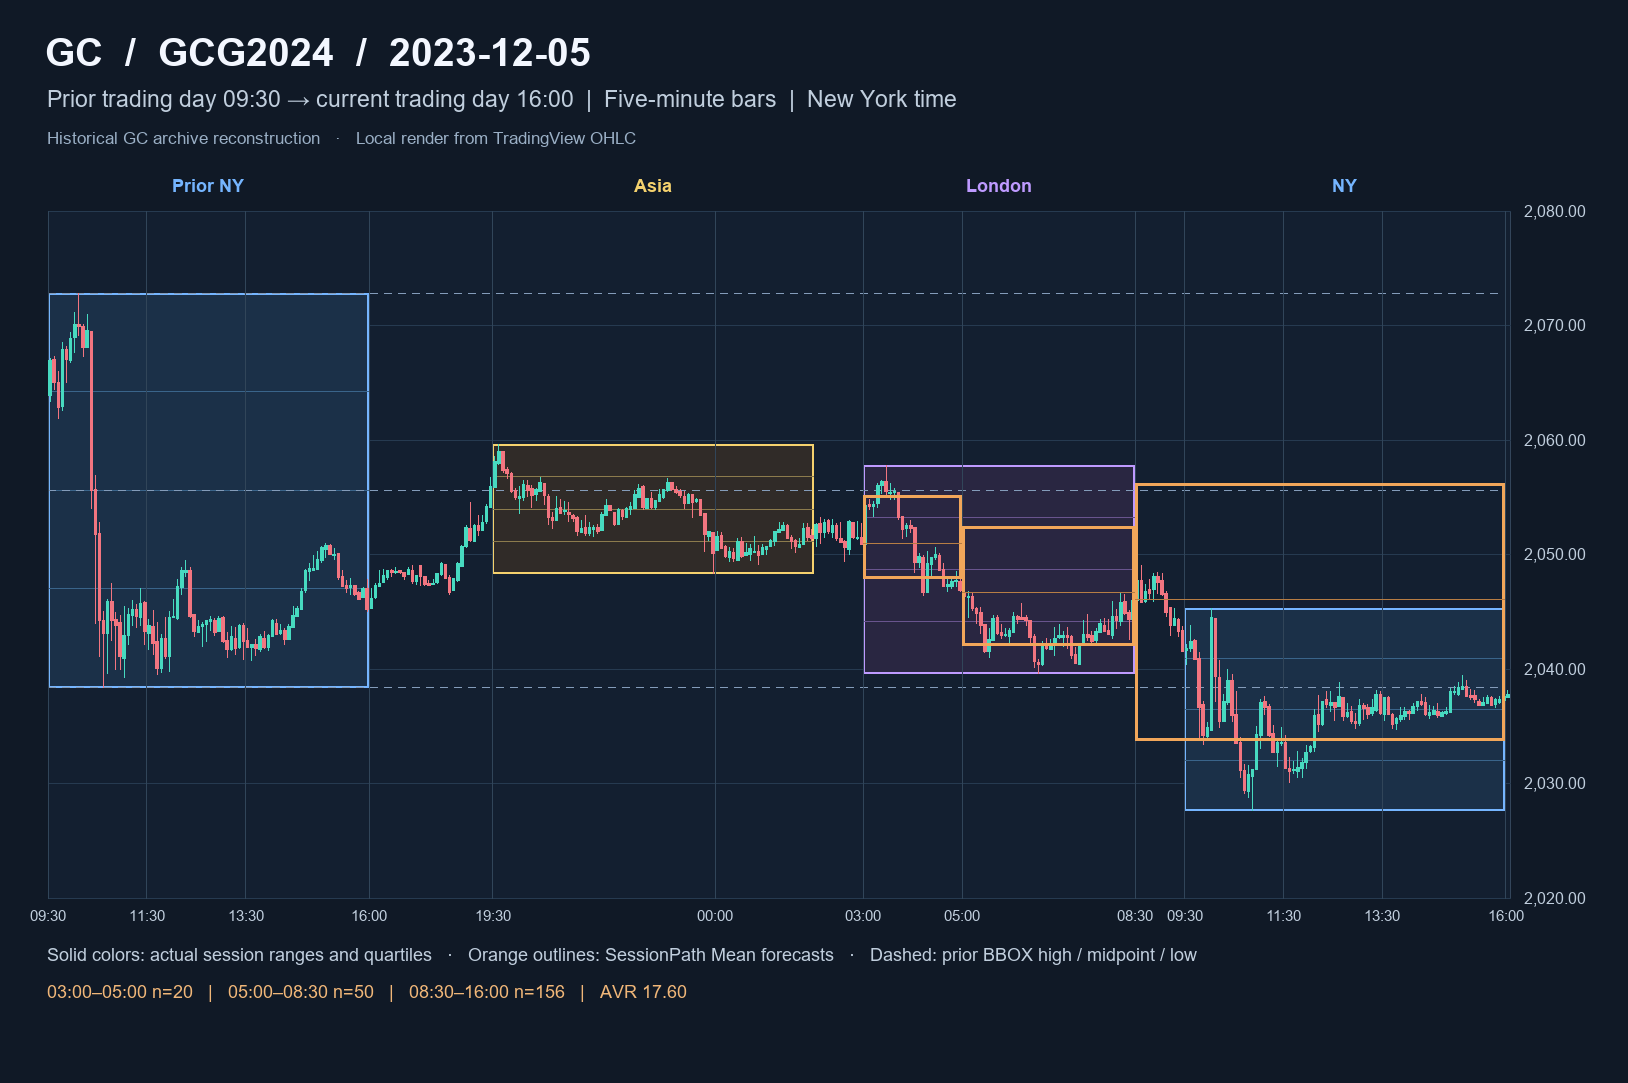 GC / GCG2024 / 2023-12-05
Prior trading day 09:30 → current trading day 16:00 | Five-minute bars | New York time
Historical GC archive reconstruction · Local render from TradingView OHLC
Prior NY Asia London NY
2,080.00
2,070.00
2,060.00
2,050.00
2,040.00
2,030.00
2,020.00
09:30 11:30 13:30 16:00 19:30 00:00 03:00 05:00 08:30 09:30 11:30 13:30 16:00
Solid colors: actual session ranges and quartiles · Orange outlines: SessionPath Mean forecasts · Dashed: prior BBOX high / midpoint / low
03:00–05:00 n=20 | 05:00–08:30 n=50 | 08:30–16:00 n=156 | AVR 17.60